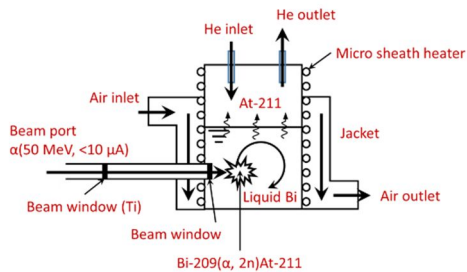 He outlet
He inlet
Micro sheath heater
Air inlet
At-211
Beam port
α(50 MeV, <10 μA)
Jacket
Liquid Bi
Air outlet
Beam window (Ti)
Beam window
Bi-209(α, 2n)At-211